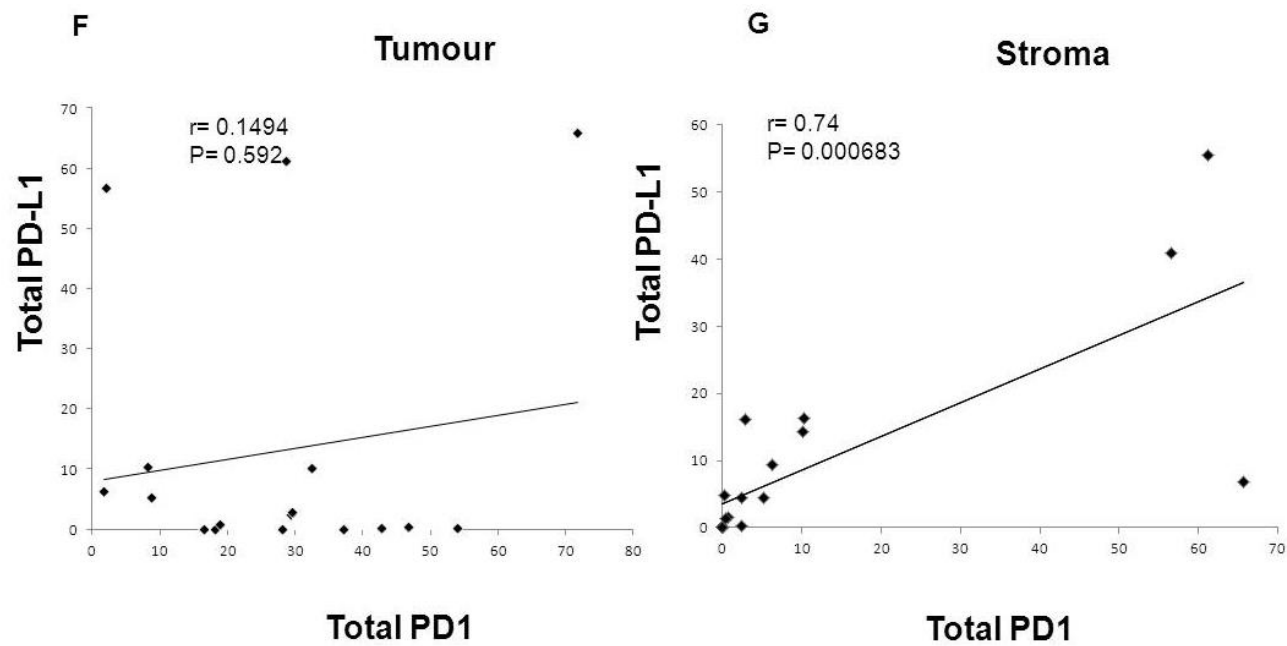 F
Tumour
r= 0.1494
P= 0.592
Total PD-L1
70
60
50
40
30
20
10
0
0 10 20 30 40 50 60 70 80
Total PD1
G
Stroma
r= 0.74
P= 0.000683
Total PD-L1
60
50
40
30
20
10
0
0 10 20 30 40 50 60 70
Total PD1